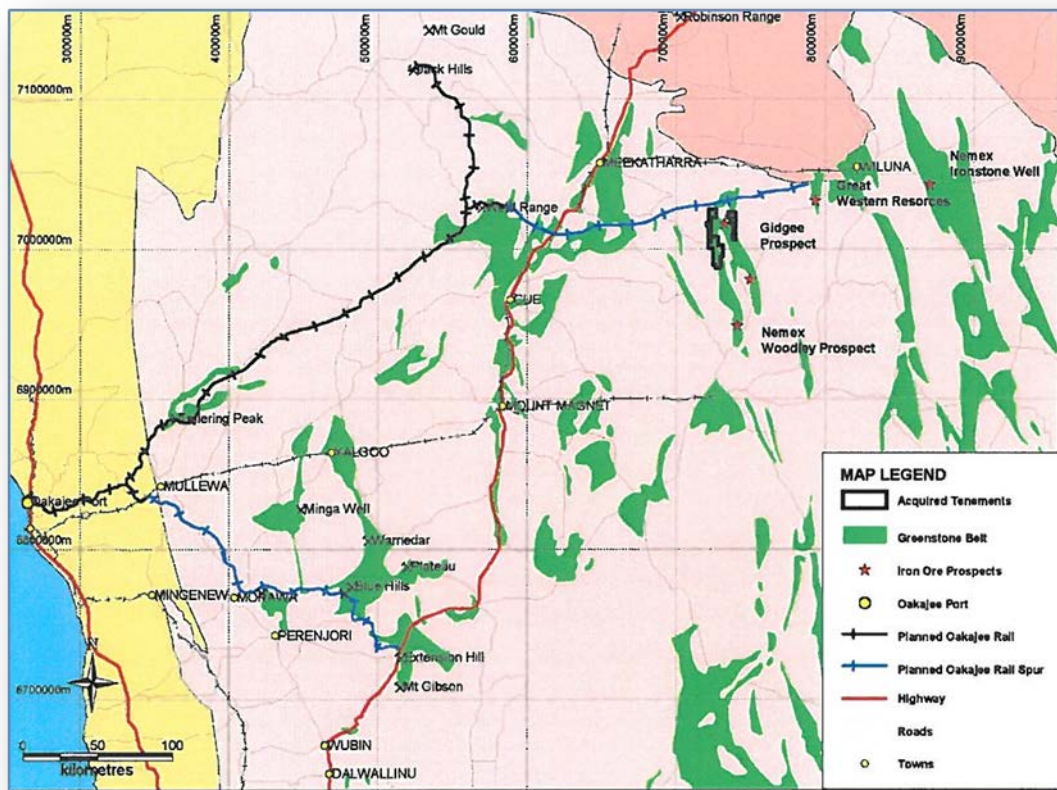 300000m
400000m
500000m
600000m
700000m
800000m
900000m
Robinson Range
Mt Gould
Jack Hills
7100000m
MEEKATHARRA
WILUNA
Nemex
Ironstone Well
Great
Western Resorces
Weld Range
Gidgee
Prospect
7000000m
CUE
Nemex
Woodley Prospect
6900000m
MOUNT MAGNET
Tallering Peak
YALGOO
MULLEWA
Oakajee Port
Minga Well
Warriedar
6800000m
Plateau
Blue Hills
MINGENEW
MORAWA
PERENJORI
Extension Hill
N
6700000m
Mt Gibson
WUBIN
DALWALLINU
0 50 100
kilometres
MAP LEGEND
Acquired Tenements
Greenstone Belt
Iron Ore Prospects
Oakajee Port
Planned Oakajee Rail
Planned Oakajee Rail Spur
Highway
Roads
Towns